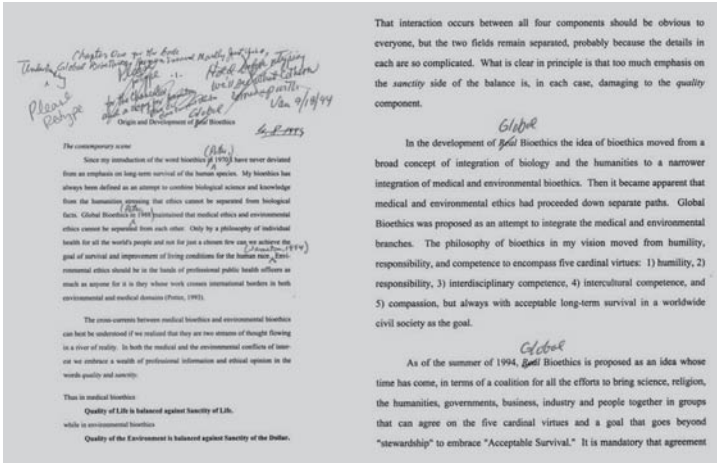 Chapter One for the book
Global Bioethics
Please
Retype
Van 9/18/94
Global
Origin and Development of Real Bioethics
The contemporary scene
(Potter,
Since my introduction of the word bioethics in 1970 I have never deviated
from an emphasis on long term survival of the human species. My bioethics has
always been defined as an attempt to combine biological science and knowledge
from the humanities stressing that ethics cannot be separated from biological
(Potter)
facts. Global Bioethics in 1988 maintained that medical ethics and environmental
ethics cannot be separated from each other. Only by a philosophy of individual
health for all the world's people and not for just a chosen few can we achieve the
goal of survival and improvement of living conditions for the human race. Envi-
ronmental ethics should be in the hands of professional public health officers as
much as anyone for it is they whose work crosses international borders in both
environmental and medical domains (Potter, 1993).
The cross-currents between medical bioethics and environmental bioethics
can best be understood if we realized that they are two streams of thought flowing
in a river of reality. In both the medical and the environmental conflicts of inter-
est we embrace a wealth of professional information and ethical opinion in the
words quality and sanctity.
Thus in medical bioethics
Quality of Life is balanced against Sanctity of Life.
while in environmental bioethics
Quality of the Environment is balanced against Sanctity of the Dollar.
That interaction occurs between all four components should be obvious to
everyone, but the two fields remain separated, probably because the details in
each are so complicated. What is clear in principle is that too much emphasis on
the sanctity side of the balance is, in each case, damaging to the quality
component.
Global
In the development of Real Bioethics the idea of bioethics moved from a
broad concept of integration of biology and the humanities to a narrower
integration of medical and environmental bioethics. Then it became apparent that
medical and environmental ethics had proceeded down separate paths. Global
Bioethics was proposed as an attempt to integrate the medical and environmental
branches. The philosophy of bioethics in my vision moved from humility,
responsibility, and competence to encompass five cardinal virtues: 1) humility, 2)
responsibility, 3) interdisciplinary competence, 4) intercultural competence, and
5) compassion, but always with acceptable long-term survival in a worldwide
civil society as the goal.
Global
As of the summer of 1994, Real Bioethics is proposed as an idea whose
time has come, in terms of a coalition for all the efforts to bring science, religion,
the humanities, governments, business, industry and people together in groups
that can agree on the five cardinal virtues and a goal that goes beyond
"stewardship" to embrace "Acceptable Survival." It is mandatory that agreement